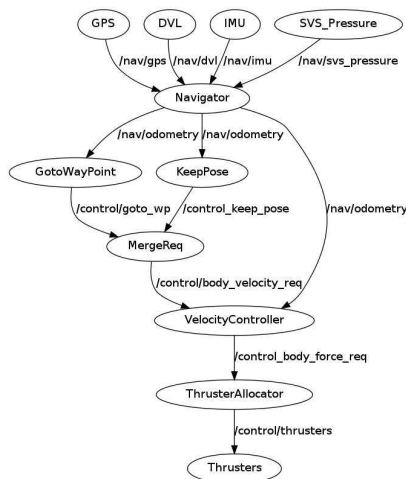 GPS
DVL
IMU
SVS_Pressure
/nav/gps
/nav/dvl
/nav/imu
/nav/svs_pressure
Navigator
/nav/odometry
/nav/odometry
GotoWayPoint
KeepPose
/control/goto_wp
/control_keep_pose
/nav/odometry
MergeReq
/control/body_velocity_req
VelocityController
/control_body_force_req
ThrusterAllocator
/control/thrusters
Thrusters